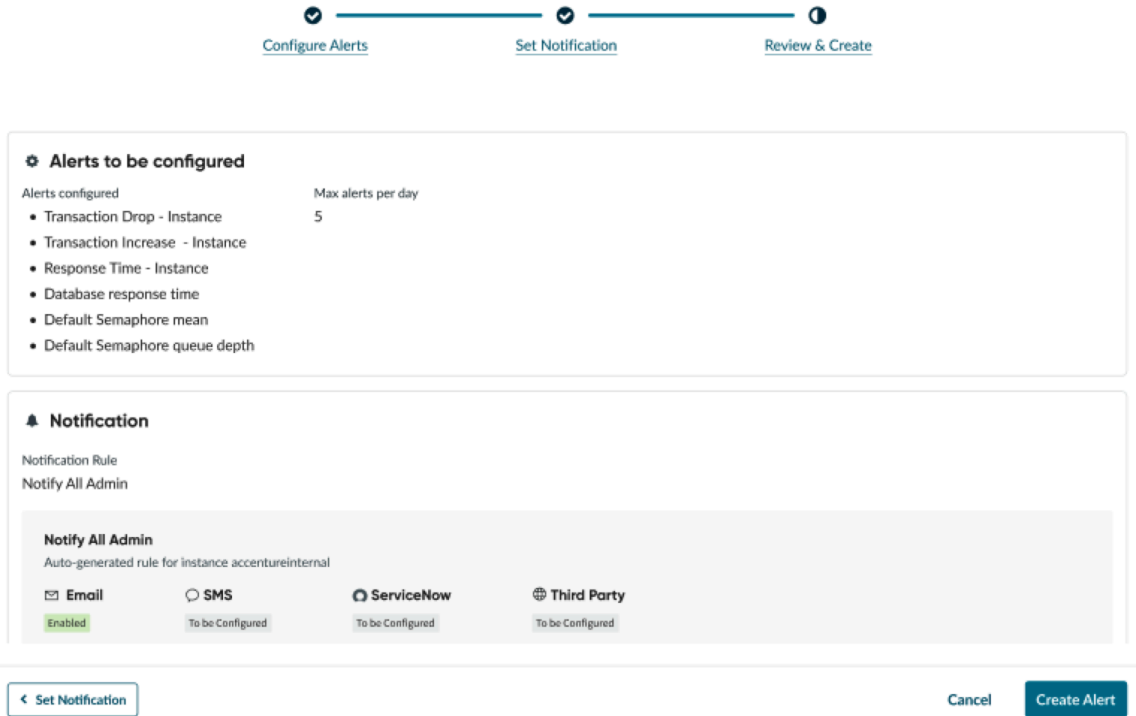 Configure Alerts
Set Notification
Review & Create
Alerts to be configured
Alerts configured
Max alerts per day
• Transaction Drop - Instance
5
• Transaction Increase - Instance
• Response Time - Instance
• Database response time
• Default Semaphore mean
• Default Semaphore queue depth
Notification
Notification Rule
Notify All Admin
Notify All Admin
Auto-generated rule for instance accentureinternal
Email
SMS
ServiceNow
Third Party
Enabled
To be Configured
To be Configured
To be Configured
Set Notification
Cancel
Create Alert